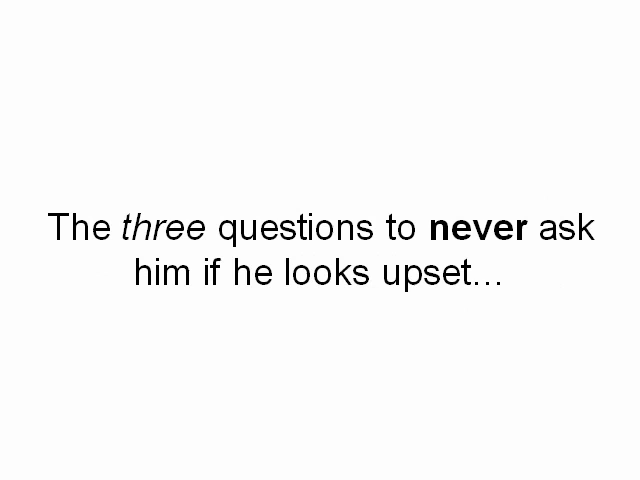 The three questions to never ask
him if he looks upset...